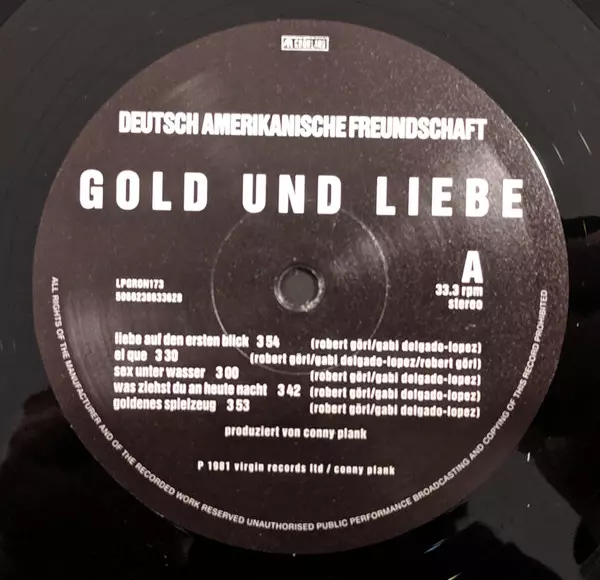 DEUTSCH AMERIKANISCHE FREUNDSCHAFT
GOLD UND LIEBE
A
LPGRON173
5060238633628
33.3 rpm
stereo
liebe auf den ersten blick 3 54 (robert görl/gabi delgado-lopez)
el que 3 30 (robert görl/gabi delgado-lopez/robert görl)
sex unter wasser 3 00 (robert görl/gabi delgado-lopez)
was ziehst du an heute nacht 3 42 (robert görl/gabi delgado-lopez)
goldenes spielzeug 3 53 (robert görl/gabi delgado-lopez)
produziert von conny plank
P 1981 virgin records ltd / conny plank
ALL RIGHTS OF THE MANUFACTURER AND OF THE RECORDED WORK RESERVED UNAUTHORISED PUBLIC PERFORMANCE BROADCASTING AND COPYING OF THIS RECORD PROHIBITED